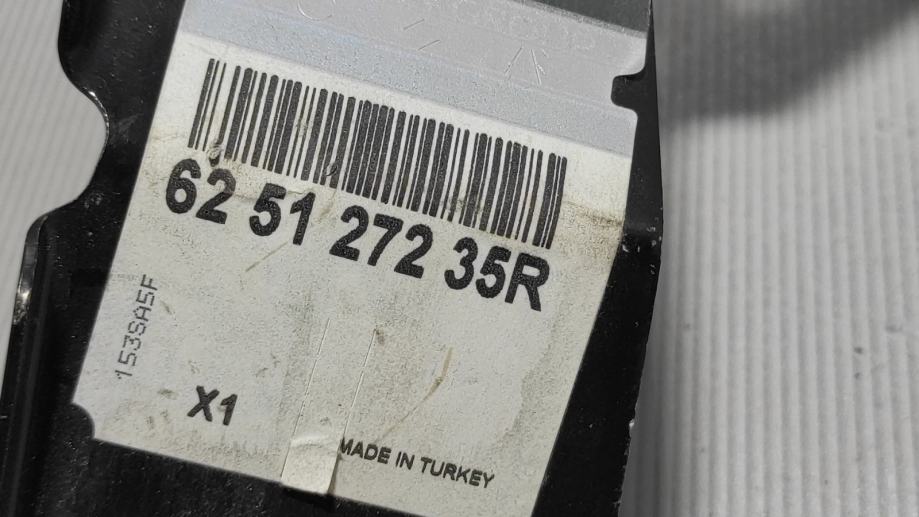 62 51 272 35R
153SA5F
X1
MADE IN TURKEY